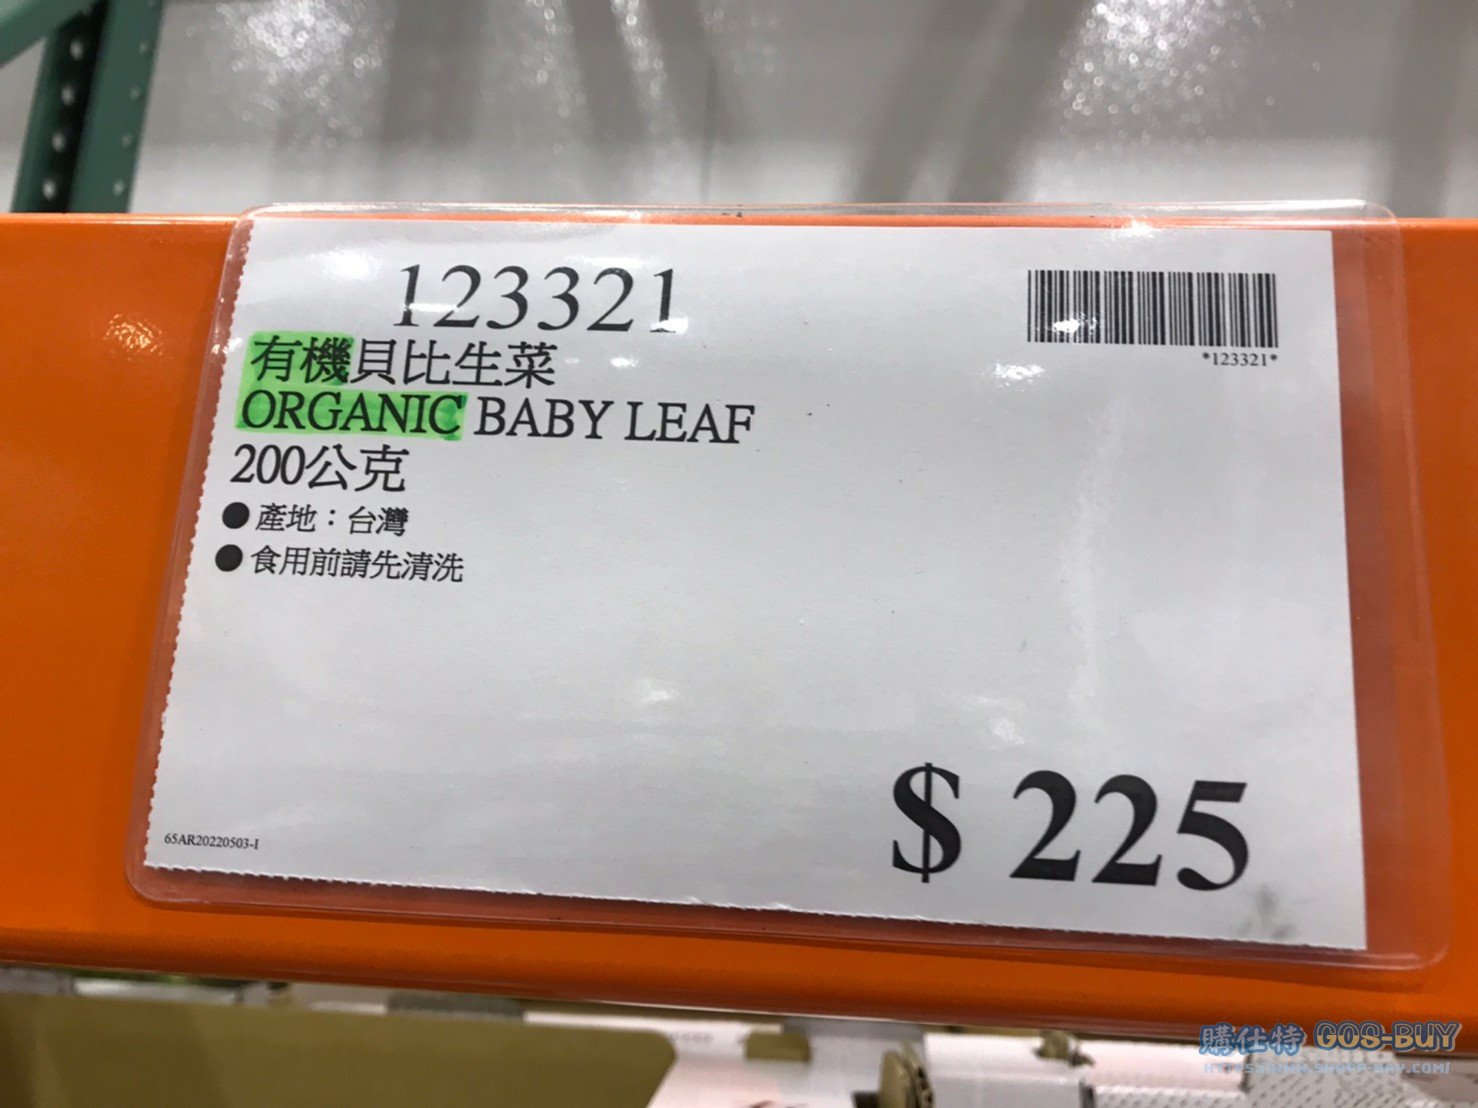 123321
*123321*
有機貝比生菜
ORGANIC BABY LEAF
200公克
●產地：台灣
●食用前請先清洗
$ 225
65AR20220503-I
購仕特 GOS-BUY